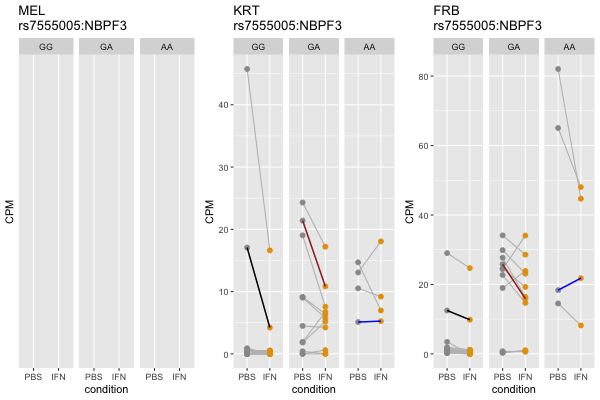 MEL
rs7555005:NBPF3
GG GA AA
CPM
PBS IFN PBS IFN PBS IFN
condition
KRT
rs7555005:NBPF3
GG GA AA
CPM
40
30
20
10
0
PBS IFN PBS IFN PBS IFN
condition
FRB
rs7555005:NBPF3
GG GA AA
CPM
80
60
40
20
0
PBS IFN PBS IFN PBS IFN
condition